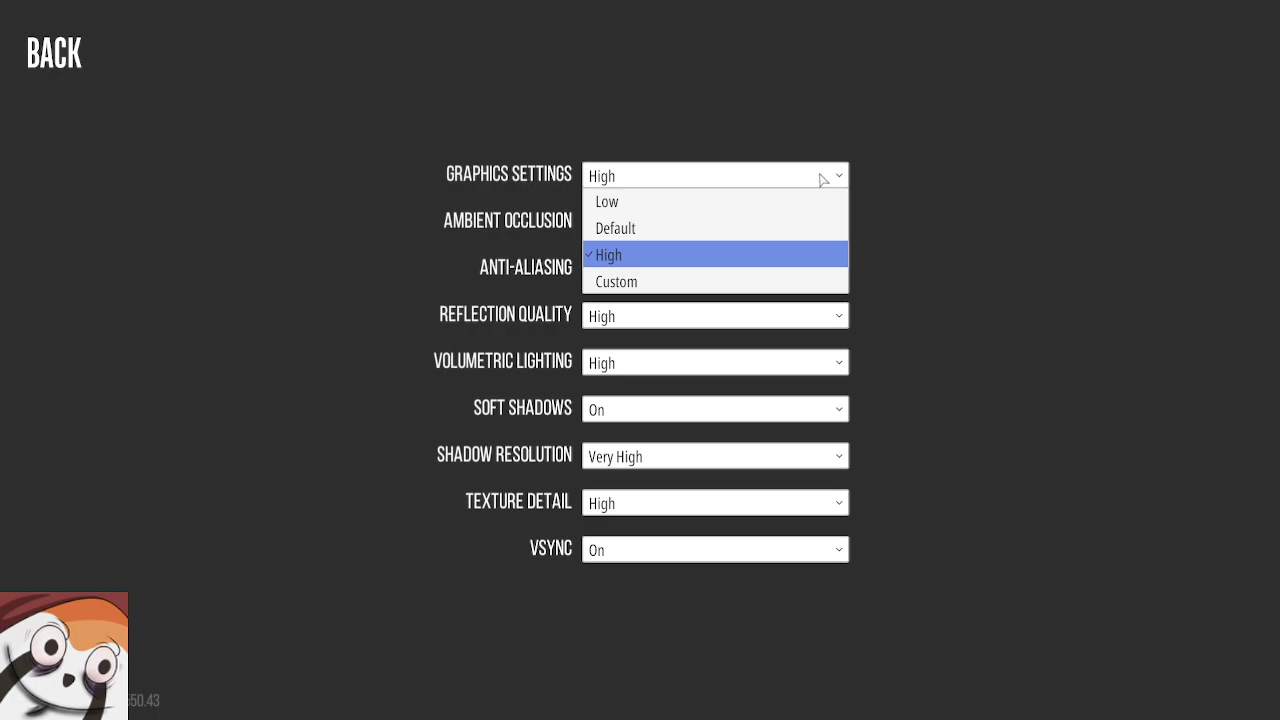 BACK
GRAPHICS SETTINGS High
Low
AMBIENT OCCLUSION Default
High
ANTI-ALIASING
Custom
REFLECTION QUALITY High
VOLUMETRIC LIGHTING High
SOFT SHADOWS On
SHADOW RESOLUTION Very High
TEXTURE DETAIL High
VSYNC On